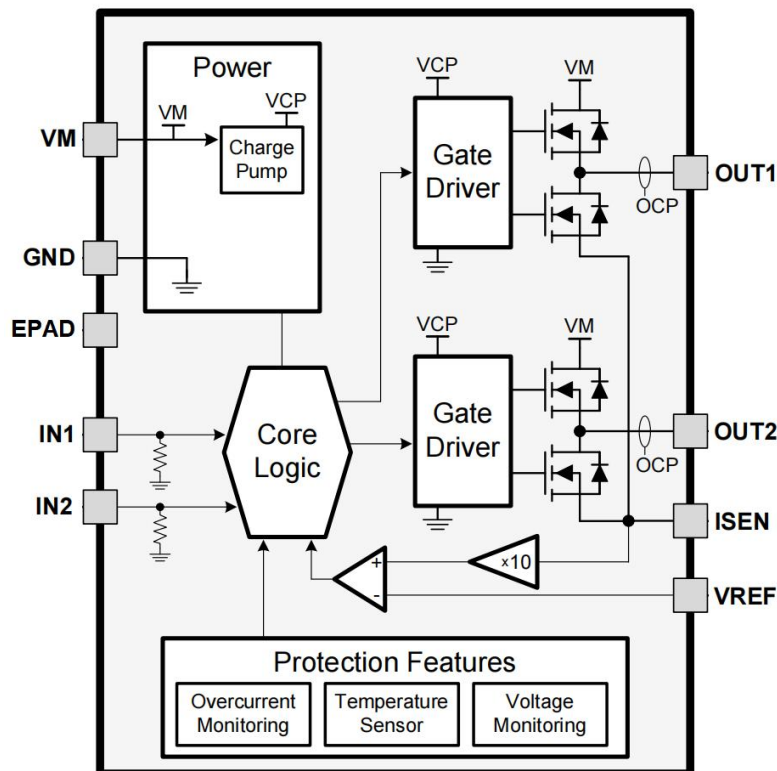 Power
VCP
VM
VM
VCP
VM
Charge
Pump
Gate
Driver
OUT1
OCP
GND
EPAD
VCP
VM
Gate
Driver
IN1
Core
Logic
OUT2
OCP
IN2
ISEN
×10
+
-
VREF
Protection Features
Overcurrent
Monitoring
Temperature
Sensor
Voltage
Monitoring